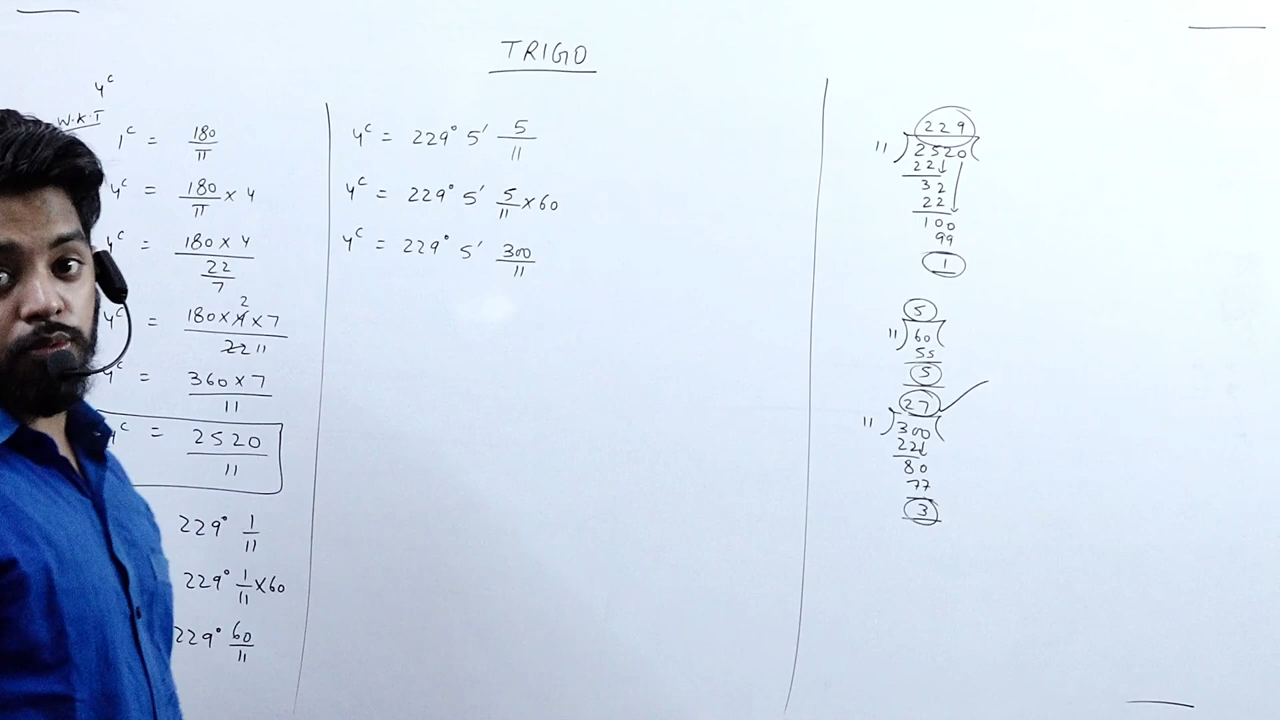 TRIGO
4ᶜ
W.K.T
1ᶜ = 180/π
4ᶜ = 180/π × 4
4ᶜ = 180 × 4 / 22/7
4ᶜ = 180 × 4 2 × 7 / 22 11
4ᶜ = 360 × 7 / 11
4ᶜ = 2520 / 11
229° 1/11
229° 1/11 × 60
229° 60/11
4ᶜ = 229° 5' 5/11
4ᶜ = 229° 5' 5/11 × 60
4ᶜ = 229° 5' 300/11
229
11 ) 2520 (
22↓
32
22
100
99
1
5
11 ) 60 (
55
5
27
11 ) 300 (
22↓
80
77
3